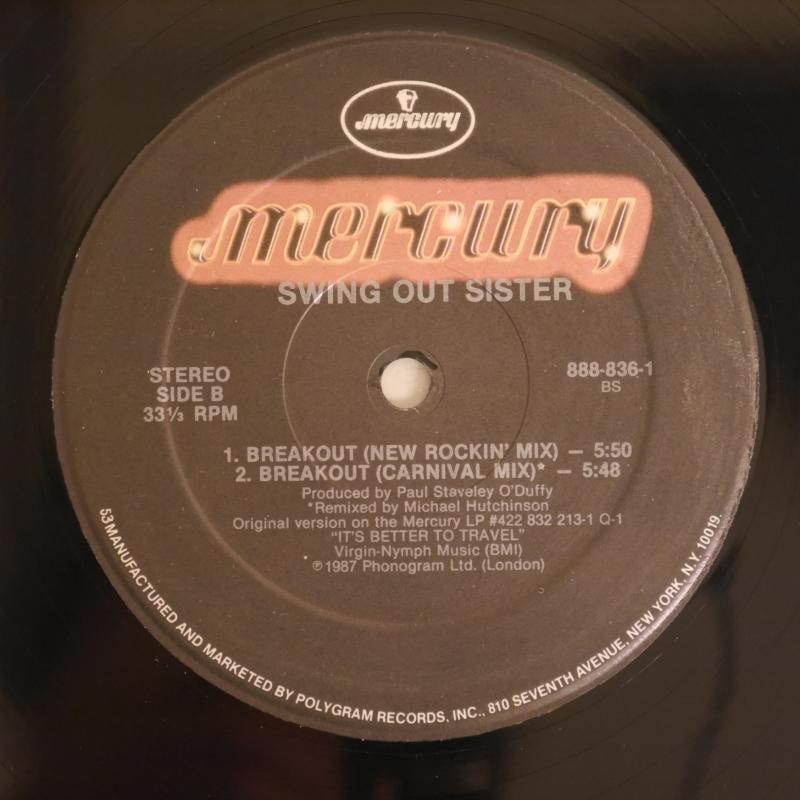 mercury
mercury
SWING OUT SISTER
STEREO
SIDE B
33⅓ RPM
888-836-1
BS
1. BREAKOUT (NEW ROCKIN' MIX) — 5:50
2. BREAKOUT (CARNIVAL MIX)* — 5:48
Produced by Paul Staveley O'Duffy
*Remixed by Michael Hutchinson
Original version on the Mercury LP #422 832 213-1 Q-1
"IT'S BETTER TO TRAVEL"
Virgin-Nymph Music (BMI)
℗1987 Phonogram Ltd. (London)
53 MANUFACTURED AND MARKETED BY POLYGRAM RECORDS, INC., 810 SEVENTH AVENUE, NEW YORK, N.Y. 10019.